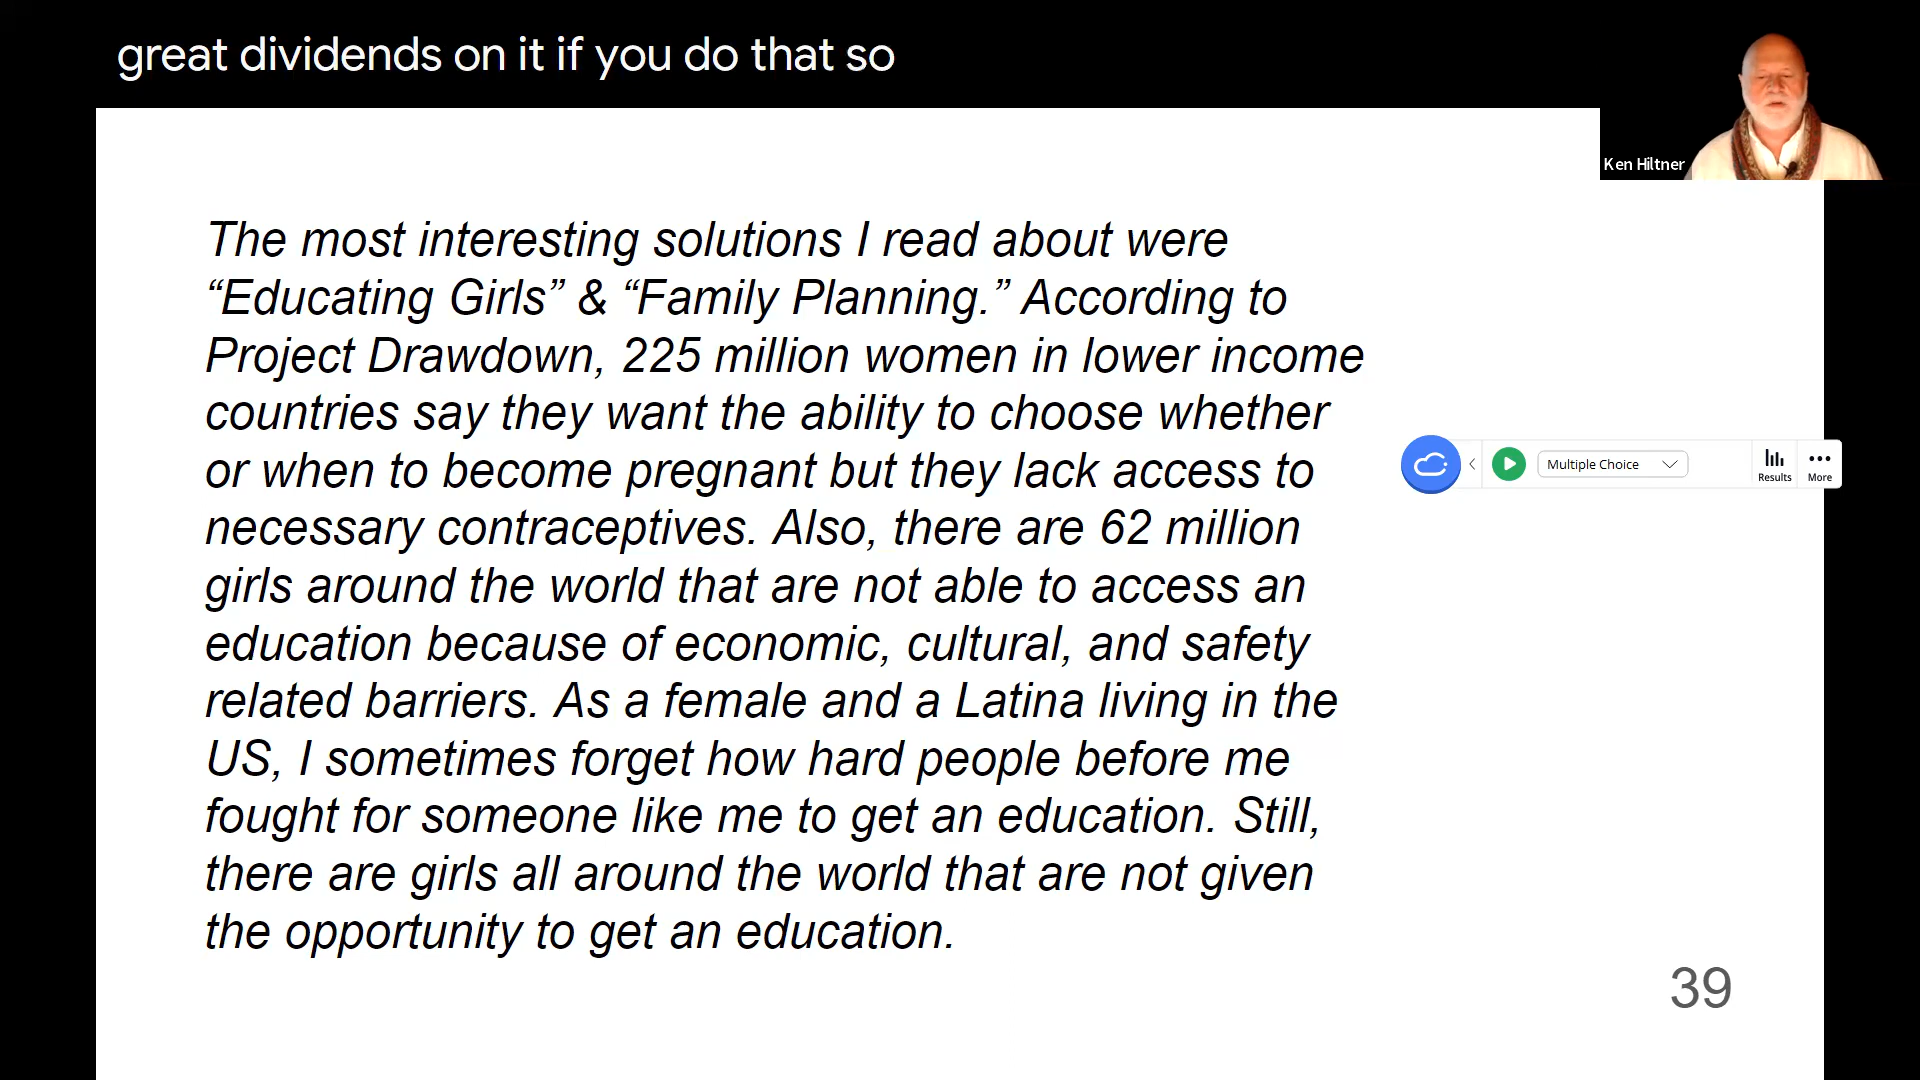 great dividends on it if you do that so
Ken Hiltner
The most interesting solutions I read about were
“Educating Girls” & “Family Planning.” According to
Project Drawdown, 225 million women in lower income
countries say they want the ability to choose whether
or when to become pregnant but they lack access to
necessary contraceptives. Also, there are 62 million
girls around the world that are not able to access an
education because of economic, cultural, and safety
related barriers. As a female and a Latina living in the
US, I sometimes forget how hard people before me
fought for someone like me to get an education. Still,
there are girls all around the world that are not given
the opportunity to get an education.
Multiple Choice
Results
More
39